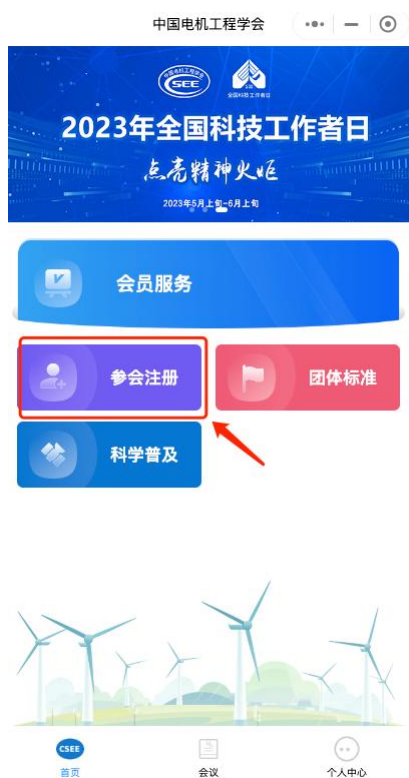 中国电机工程学会
CSEE
2023年全国科技工作者日
点亮精神火炬
2023年5月上旬-6月上旬
会员服务
参会注册
团体标准
科学普及
CSEE
首页
会议
个人中心